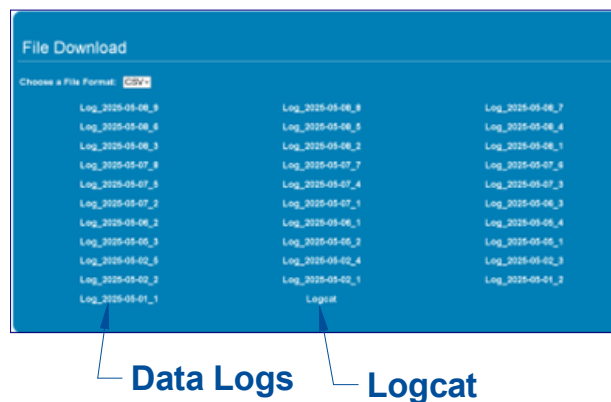 File Download
Choose a File Format: CSV
Log_2025-05-08_9 Log_2025-05-08_8 Log_2025-05-08_7
Log_2025-05-08_6 Log_2025-05-08_5 Log_2025-05-08_4
Log_2025-05-08_3 Log_2025-05-08_2 Log_2025-05-08_1
Log_2025-05-07_8 Log_2025-05-07_7 Log_2025-05-07_6
Log_2025-05-07_5 Log_2025-05-07_4 Log_2025-05-07_3
Log_2025-05-07_2 Log_2025-05-07_1 Log_2025-05-06_3
Log_2025-05-06_2 Log_2025-05-06_1 Log_2025-05-05_4
Log_2025-05-05_3 Log_2025-05-05_2 Log_2025-05-05_1
Log_2025-05-02_5 Log_2025-05-02_4 Log_2025-05-02_3
Log_2025-05-02_2 Log_2025-05-02_1 Log_2025-05-01_2
Log_2025-05-01_1 Logcat
Data Logs Logcat